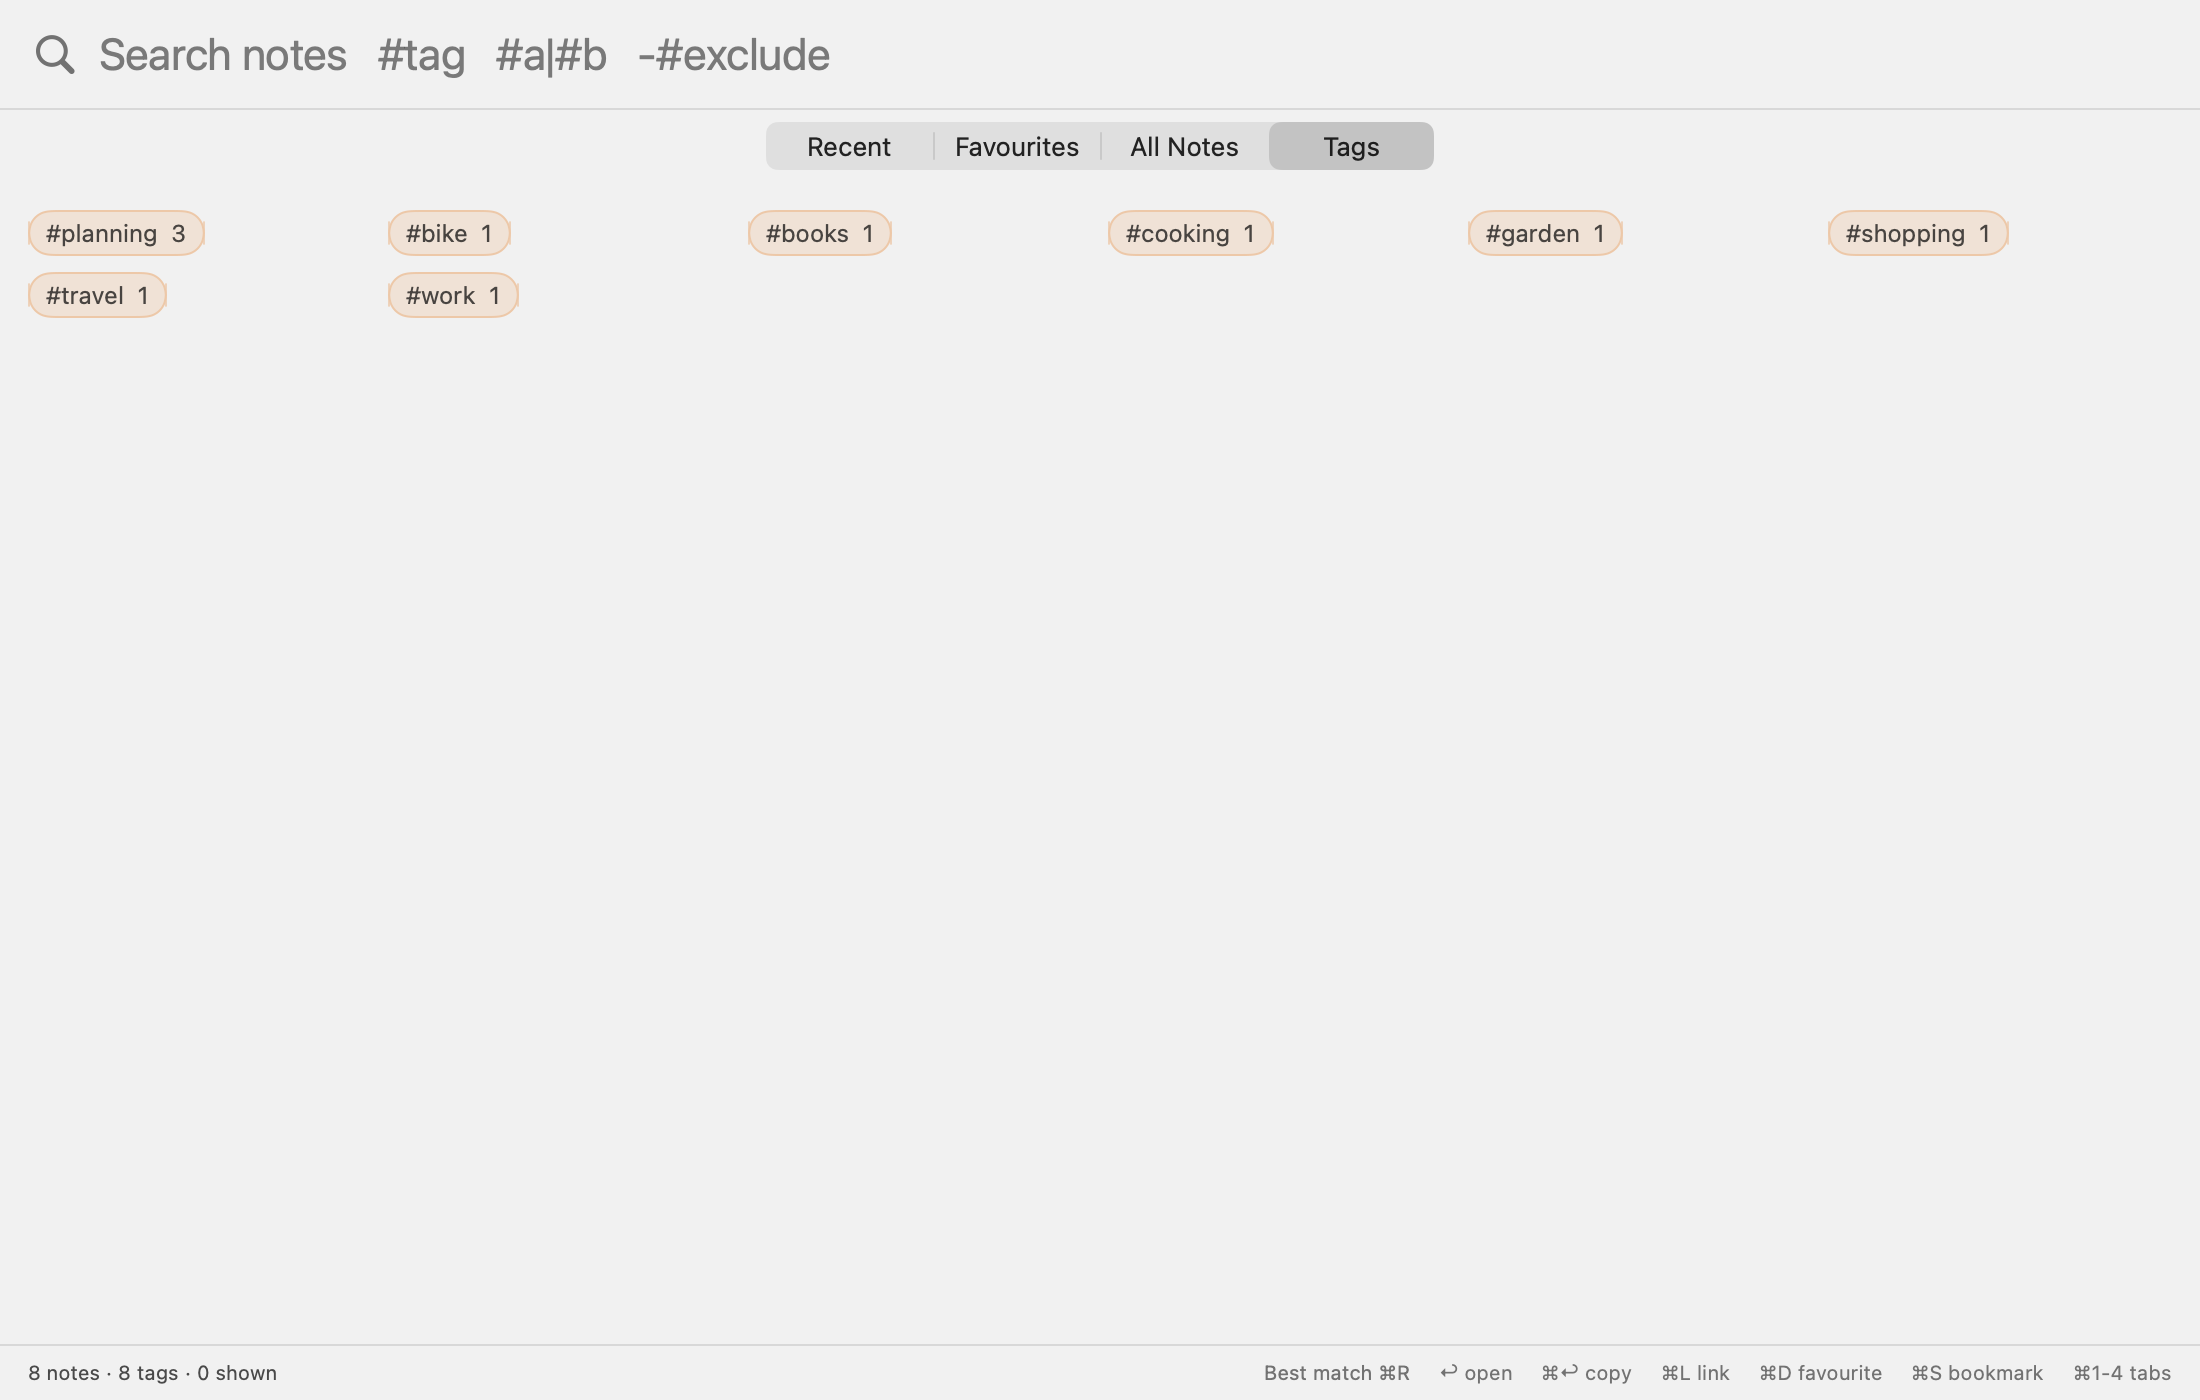 Search notes #tag #a|#b -#exclude
Recent Favourites All Notes Tags
#planning 3 #bike 1 #books 1 #cooking 1 #garden 1 #shopping 1
#travel 1 #work 1
8 notes · 8 tags · 0 shown Best match ⌘R ↩ open ⌘↩ copy ⌘L link ⌘D favourite ⌘S bookmark ⌘1-4 tabs